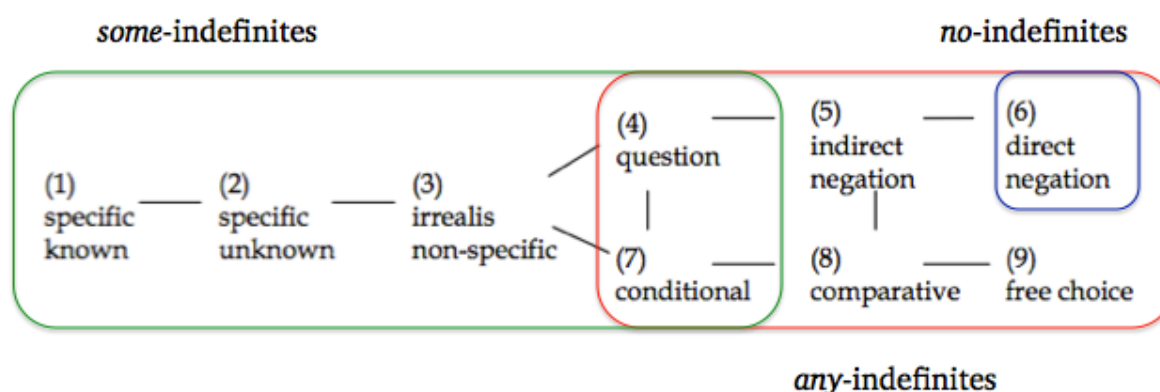 some-indefinites
no-indefinites
(4)
question
(5)
indirect
negation
(6)
direct
negation
(1)
specific
known
(2)
specific
unknown
(3)
irrealis
non-specific
(7)
conditional
(8)
comparative
(9)
free choice
any-indefinites